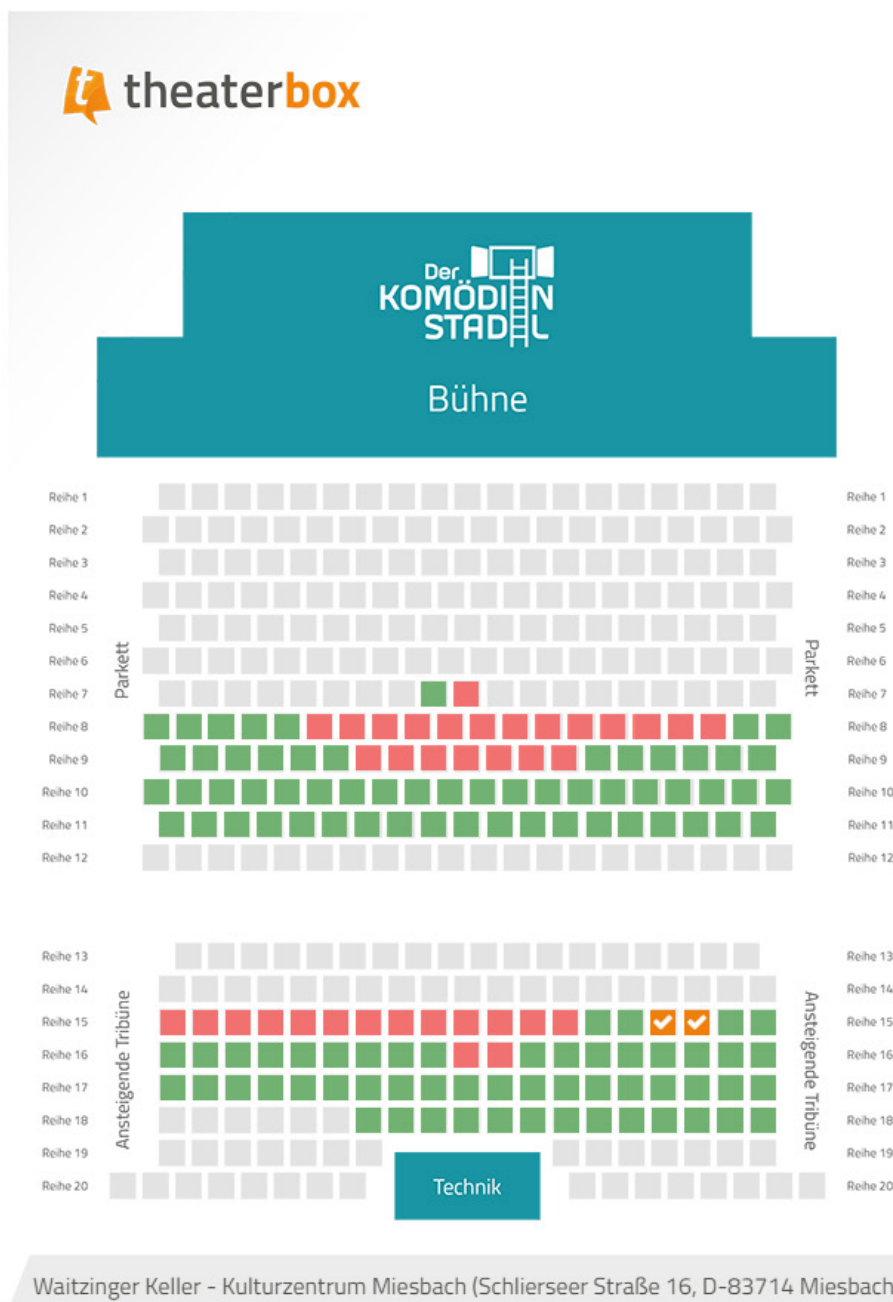 theaterbox
Der
KOMÖDIEN
STADL
Bühne
Reihe 1 Reihe 1
Reihe 2 Reihe 2
Reihe 3 Reihe 3
Reihe 4 Reihe 4
Reihe 5 Reihe 5
Reihe 6 Reihe 6
Parkett Parkett
Reihe 7 Reihe 7
Reihe 8 Reihe 8
Reihe 9 Reihe 9
Reihe 10 Reihe 10
Reihe 11 Reihe 11
Reihe 12 Reihe 12
Reihe 13 Reihe 13
Reihe 14 Reihe 14
Reihe 15 Reihe 15
Reihe 16 Reihe 16
Ansteigende Tribüne Ansteigende Tribüne
Reihe 17 Reihe 17
Reihe 18 Reihe 18
Reihe 19 Reihe 19
Reihe 20 Technik Reihe 20
Waitzinger Keller - Kulturzentrum Miesbach (Schlierseer Straße 16, D-83714 Miesbach